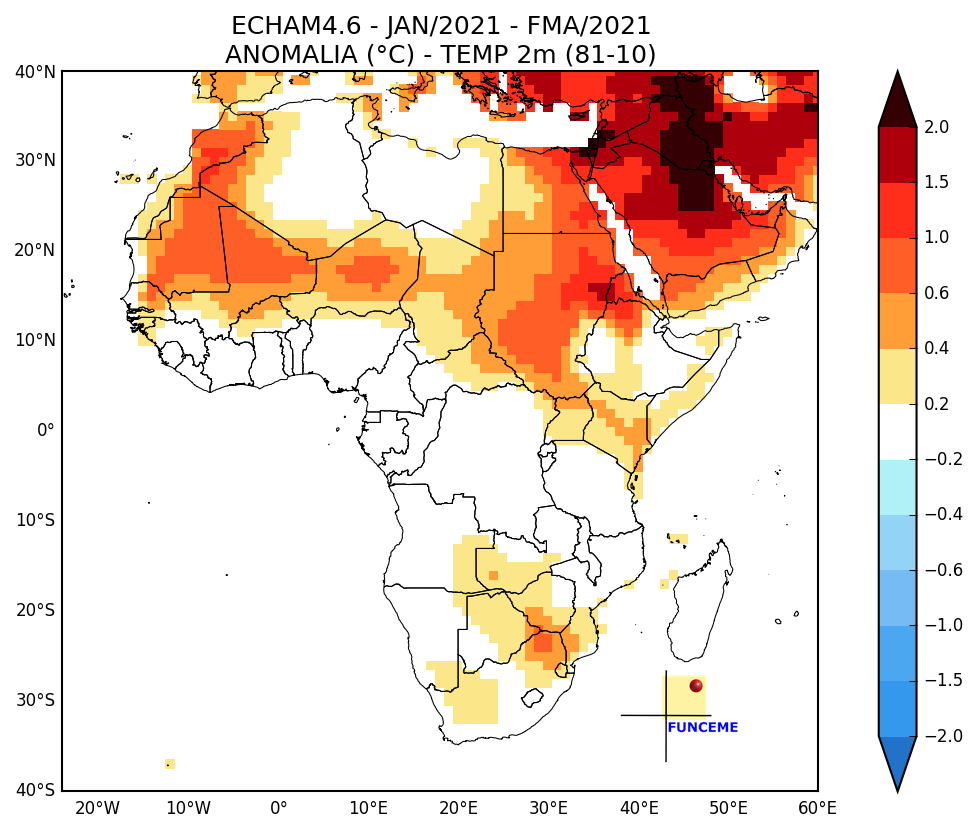 ECHAM4.6 - JAN/2021 - FMA/2021
ANOMALIA (°C) - TEMP 2m (81-10)
40°N
30°N
20°N
10°N
0°
10°S
20°S
30°S
40°S
20°W
10°W
0°
10°E
20°E
30°E
40°E
50°E
60°E
2.0
1.5
1.0
0.6
0.4
0.2
−0.2
−0.4
−0.6
−1.0
−1.5
−2.0
FUNCEME